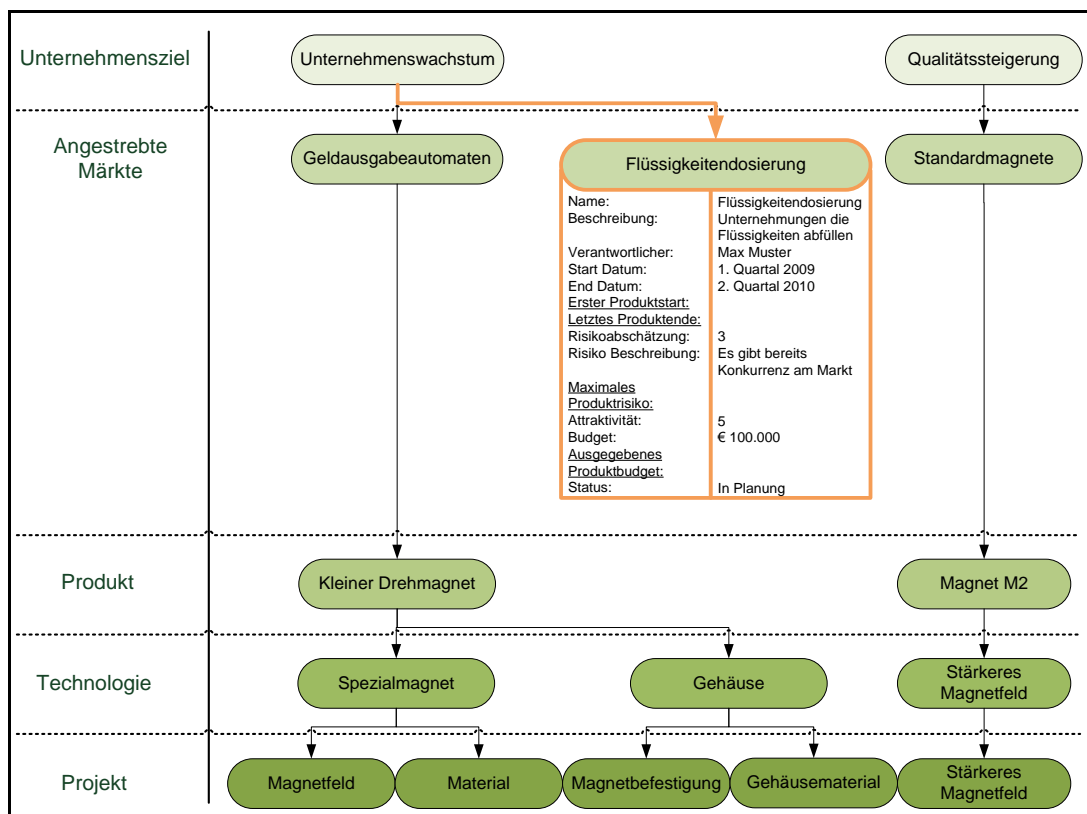 Unternehmensziel
Unternehmenswachstum
Qualitätssteigerung
Angestrebte
Märkte
Geldausgabeautomaten
Flüssigkeitendosierung
Standardmagnete
Name: Flüssigkeitendosierung
Beschreibung: Unternehmungen die
Flüssigkeiten abfüllen
Verantwortlicher: Max Muster
Start Datum: 1. Quartal 2009
End Datum: 2. Quartal 2010
Erster Produktstart:
Letztes Produktende:
Risikoabschätzung: 3
Risiko Beschreibung: Es gibt bereits
Konkurrenz am Markt
Maximales
Produktrisiko:
Attraktivität: 5
Budget: € 100.000
Ausgegebenes
Produktbudget:
Status: In Planung
Produkt
Kleiner Drehmagnet
Magnet M2
Technologie
Spezialmagnet
Gehäuse
Stärkeres
Magnetfeld
Projekt
Magnetfeld
Material
Magnetbefestigung
Gehäusematerial
Stärkeres
Magnetfeld